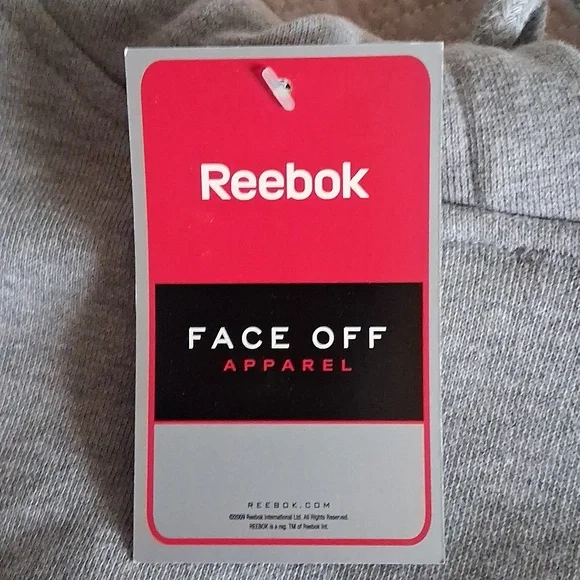 Reebok
FACE OFF
APPAREL
REEBOK.COM
©2009 Reebok International Ltd. All Rights Reserved.
REEBOK is a reg. TM of Reebok Int.